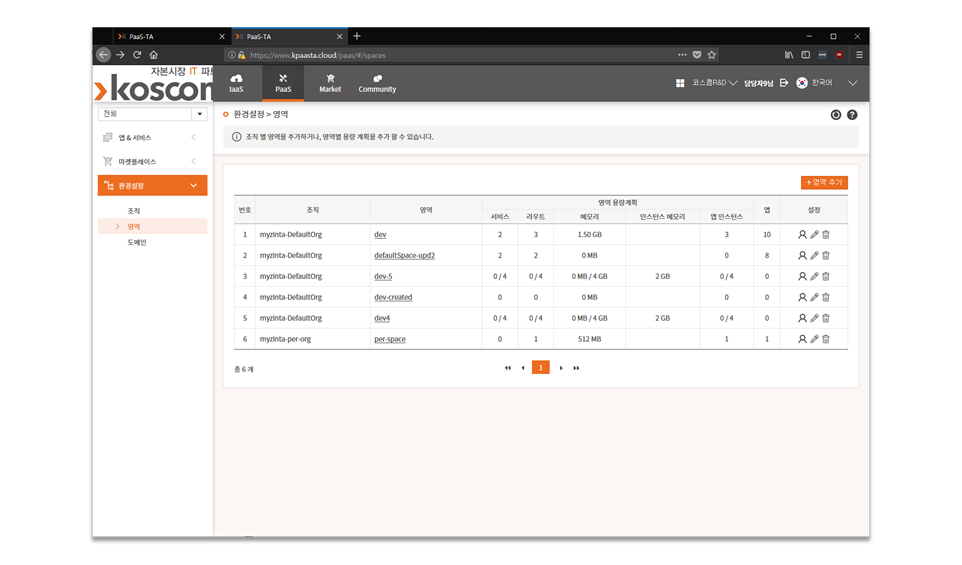 PaaS-TA
PaaS-TA
https://www.kpaasta.cloud/paas/#/spaces
자본시장 IT 파트
koscom
IaaS
PaaS
Market
Community
코스콤R&D
담당자9님
한국어
전체
앱 & 서비스
마켓플레이스
환경설정
조직
영역
도메인
환경설정 > 영역
조직 별 영역을 추가하거나, 영역별 용량 계획을 추가 할 수 있습니다.
+ 영역 추가
번호 조직 영역 영역 용량계획 앱 설정
서비스 라우트 메모리 인스턴스 메모리 앱 인스턴스
1 myzinta-DefaultOrg dev 2 3 1.50 GB 3 10
2 myzinta-DefaultOrg defaultSpace-upd2 2 2 0 MB 0 8
3 myzinta-DefaultOrg dev-5 0 / 4 0 / 4 0 MB / 4 GB 2 GB 0 / 4 0
4 myzinta-DefaultOrg dev-created 0 0 0 MB 0 0
5 myzinta-DefaultOrg dev4 0 / 4 0 / 4 0 MB / 4 GB 2 GB 0 / 4 0
6 myzinta-per-org per-space 0 1 512 MB 1 1
총 6 개
1